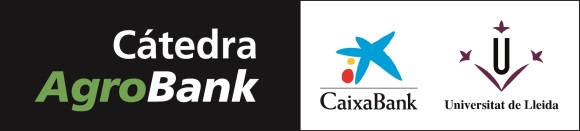 Cátedra
AgroBank
CaixaBank
Universitat de Lleida